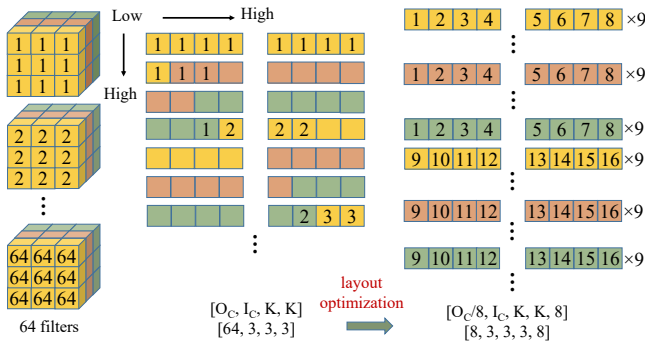 Low
High
High
1 1 1
1 1 1
1 1 1
2 2 2
2 2 2
2 2 2
64 64 64
64 64 64
64 64 64
64 filters
1 1 1 1 1 1 1 1
1 1 1
1 2 2 2
2 3 3
[O_C, I_C, K, K]
[64, 3, 3, 3]
layout
optimization
1 2 3 4 5 6 7 8 ×9
1 2 3 4 5 6 7 8 ×9
1 2 3 4 5 6 7 8 ×9
9 10 11 12 13 14 15 16 ×9
9 10 11 12 13 14 15 16 ×9
9 10 11 12 13 14 15 16 ×9
[O_C/8, I_C, K, K, 8]
[8, 3, 3, 3, 8]